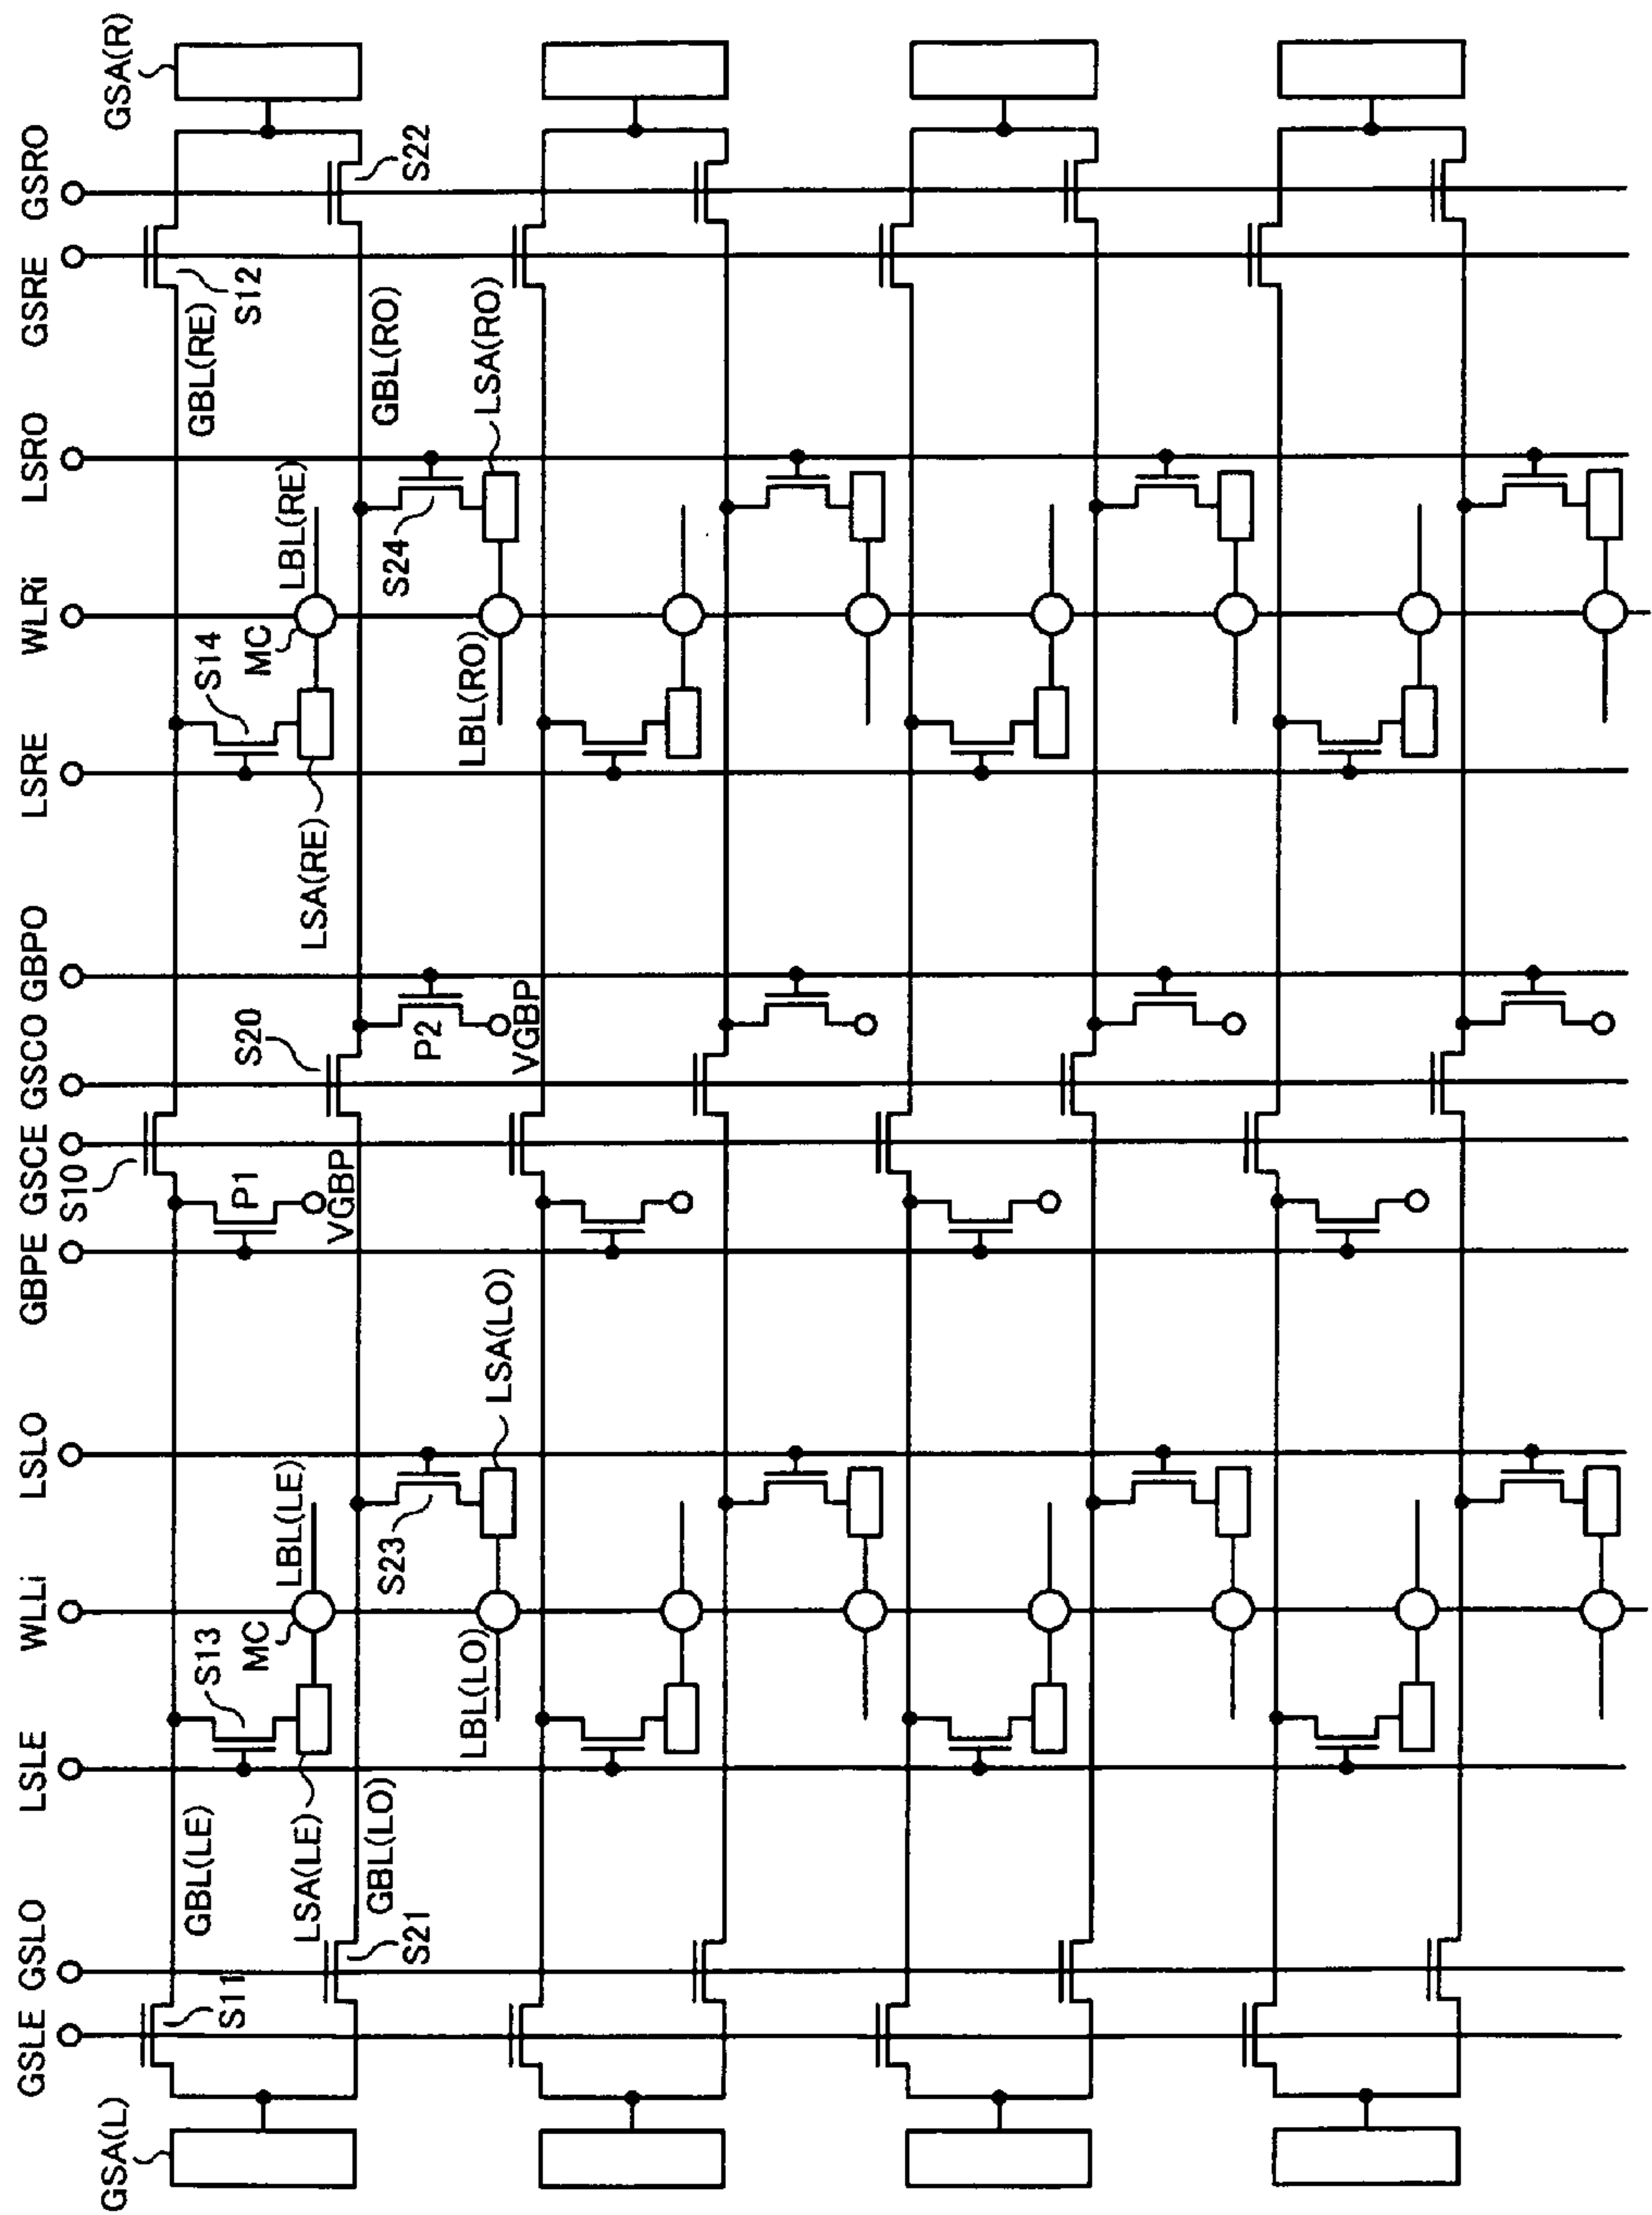 GSA(L)
GSLE
GSLO
LSLE
WLLi
LSLO
GBPE
GSCE
GSCO
GBPO
LSRE
WLRi
LSRO
GSRE
GSRO
GSA(R)
S11
GBL(LE)
S13
S10
P1
S14
GBL(RE)
S12
LSA(LE)
MC
LBL(LE)
VGBP
S20
LSA(RE)
MC
LBL(RE)
S21
GBL(LO)
S23
P2
S24
GBL(RO)
S22
LBL(LO)
LSA(LO)
VGBP
LBL(RO)
LSA(RO)